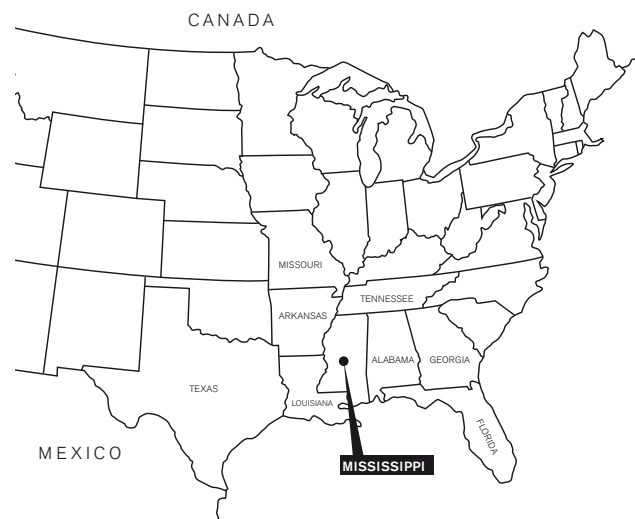 CANADA
MISSOURI
TENNESSEE
ARKANSAS
ALABAMA
GEORGIA
TEXAS
LOUISIANA
FLORIDA
MEXICO
MISSISSIPPI